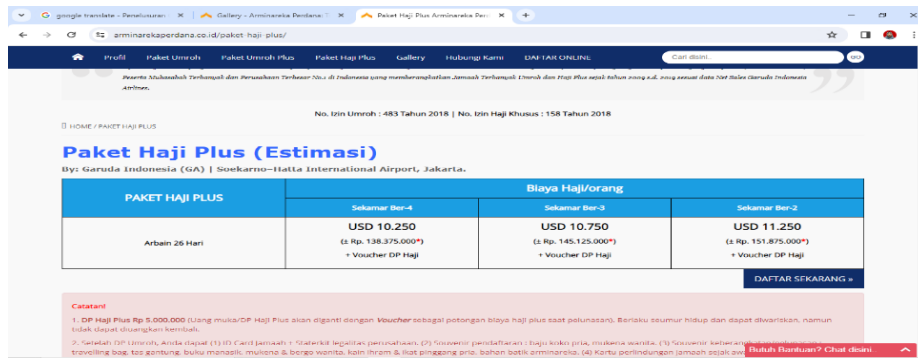 google translate - Penelusuran
Gallery - Arminareka Perdana
Paket Haji Plus Arminareka Per
arminarekaperdana.co.id/paket-haji-plus/
Profil Paket Umroh Paket Umroh Plus Paket Haji Plus Gallery Hubungi Kami DAFTAR ONLINE Cari disini.. GO
Peserta Muhasabah Terbanyak dan Perusahaan Terbesar No.1 di Indonesia yang memberangkatkan Jamaah Terbanyak Umroh dan Haji Plus sejak tahun 2005 s.d. 2015 sesuai data Net Sales Garuda Indonesia
Airlines.
No. Izin Umroh : 483 Tahun 2018 | No. Izin Haji Khusus : 158 Tahun 2018
HOME / PAKET HAJI PLUS
Paket Haji Plus (Estimasi)
By: Garuda Indonesia (GA) | Soekarno–Hatta International Airport, Jakarta.
PAKET HAJI PLUS Biaya Haji/orang
Sekamar Ber-4 Sekamar Ber-3 Sekamar Ber-2
Arbain 26 Hari
USD 10.250 USD 10.750 USD 11.250
(± Rp. 138.375.000*) (± Rp. 145.125.000*) (± Rp. 151.875.000*)
+ Voucher DP Haji + Voucher DP Haji + Voucher DP Haji
DAFTAR SEKARANG »
Catatan!
1. DP Haji Plus Rp 5.000.000 (Uang muka/DP Haji Plus akan diganti dengan Voucher sebagai potongan biaya haji plus saat pelunasan). Berlaku seumur hidup dan dapat diwariskan, namun
tidak dapat diuangkan kembali.
2. Setelah DP Umroh, Anda dapat (1) ID Card Jamaah + Staterkit legalitas perusahaan. (2) Souvenir pendaftaran : baju koko pria, mukena wanita. (3) Souvenir keberangkatan
travelling bag, tas gantung, buku manasik, mukena & bergo wanita, kain ihram & ikat pinggang pria, bahan batik arminareka. (4) Kartu perlindungan jamaah sejak
Butuh Bantuan? Chat disini..